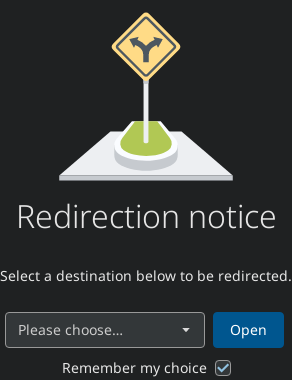 Redirection notice
Select a destination below to be redirected.
Please choose...
Open
Remember my choice